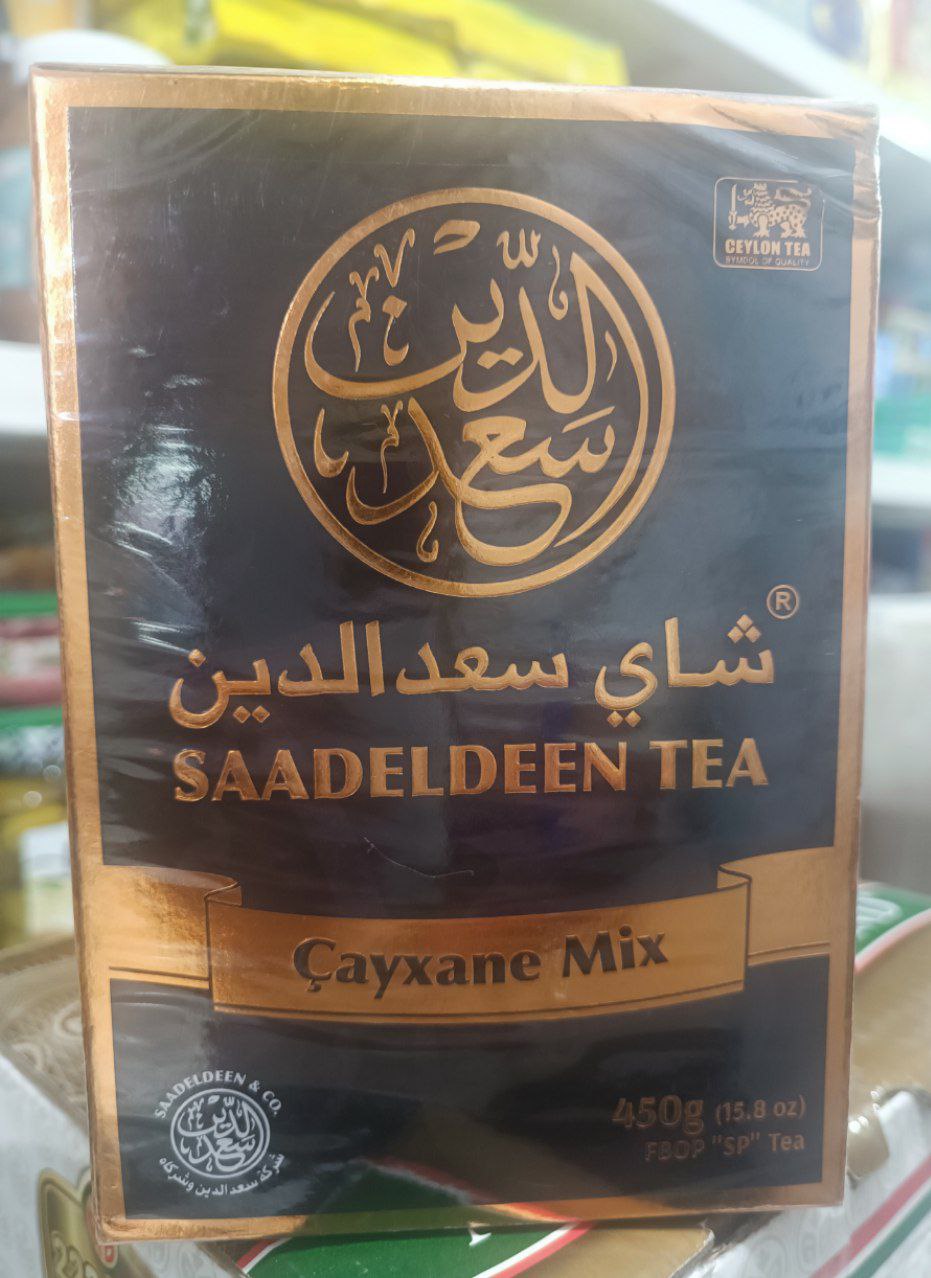 سعد الدين
CEYLON TEA
SYMBOL OF QUALITY
شاي سعد الدين ®
SAADELDEEN TEA
Çayxane Mix
SAADELDEEN & CO.
سعد الدين
شركة سعد الدين وشركاه
450g (15.8 oz)
FBOP "SP" Tea